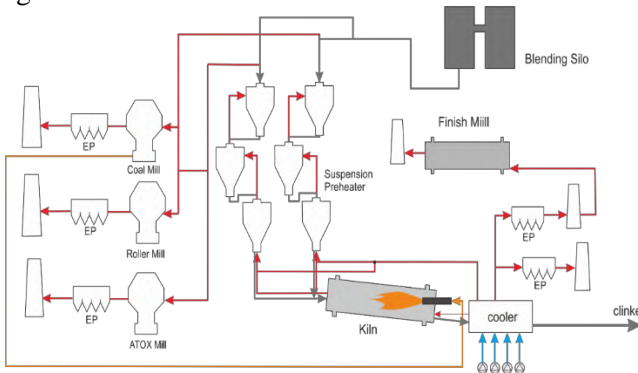 Blending Silo
Finish Miill
EP
Coal Mill
Suspension
Preheater
EP
Roller Mill
EP
EP
EP
ATOX Mill
Kiln
cooler
clinke